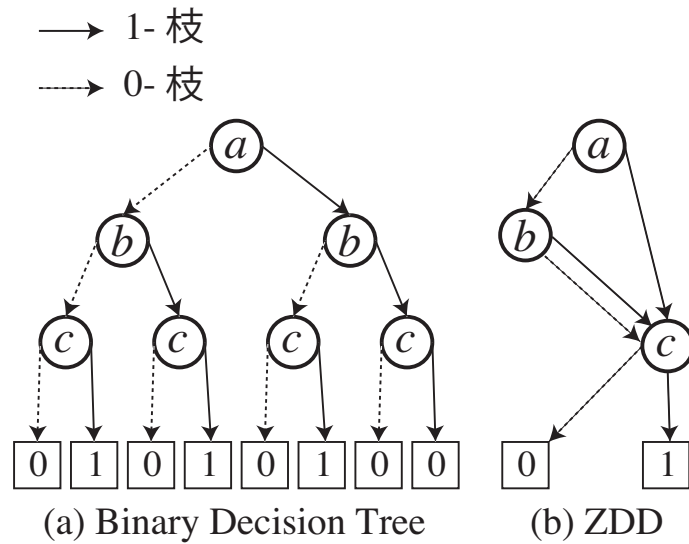 1- 枝
0- 枝
a a
b b b
c c c c c
0 1 0 1 0 1 0 0 0 1
(a) Binary Decision Tree (b) ZDD